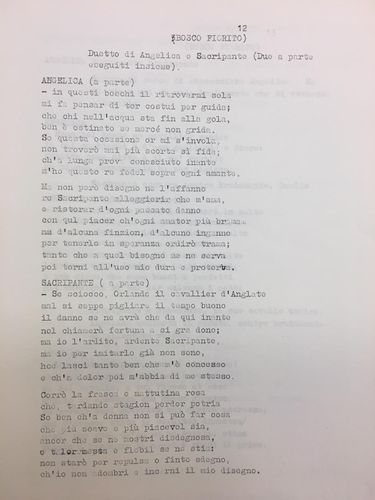 12
(BOSCO FIORITO)
Duetto di Angelica e Sacripante (Due a parte
eseguiti insieme).
ANGELICA (a parte)
- in questi boschi il ritrovarmi sola
mi fa pensar di tor costui per guida;
che chi nell'acqua sta fin alla gola,
ben è ostinato se mercé non grida.
Se questa occasione or mi s'invola,
non troverò mai più scorta sì fida;
ch'a lunga prova conosciuto inante
m'ho questo re fedel sopra ogni amante.
Ma non però disegno de l'affanno
re Sacripante alleggiorir che m'ama,
e ristorar d'ogni passato danno
con quel piacer ch'ogni amator più brama:
ma d'alcuna finzion, d'alcuno inganno
per tenerlo in speranza ordirò trama;
tanto che a quel bisogno me ne serva
poi torni all'uso mio dura e proterva.
SACRIPANTE ( a parte)
- Se sciocco, Orlando il cavallier d'Anglate
mal si seppe pigliare il tempo buono
il danno se ne avrà che da qui inante
nol chiamerà fortuna a sì gra dono;
ma io l'ardito, ardente Sacripante,
ma io per imitarlo già non sono,
che lasci tanto ben che m'è concesso
e ch'a dolor poi m'abbia di me stesso.
Corrò la fresca e mattutina rosa
che, tardando stagion perder potria
So ben ch'a donna non si può far cosa
che più soave e più piacevol sia,
ancor che se ne mostri disdegnosa,
e talor mesta e flebil se ne stia:
non starò per repulsa o finto sdegno,
ch'io non adombri e incarni il mio disegno.